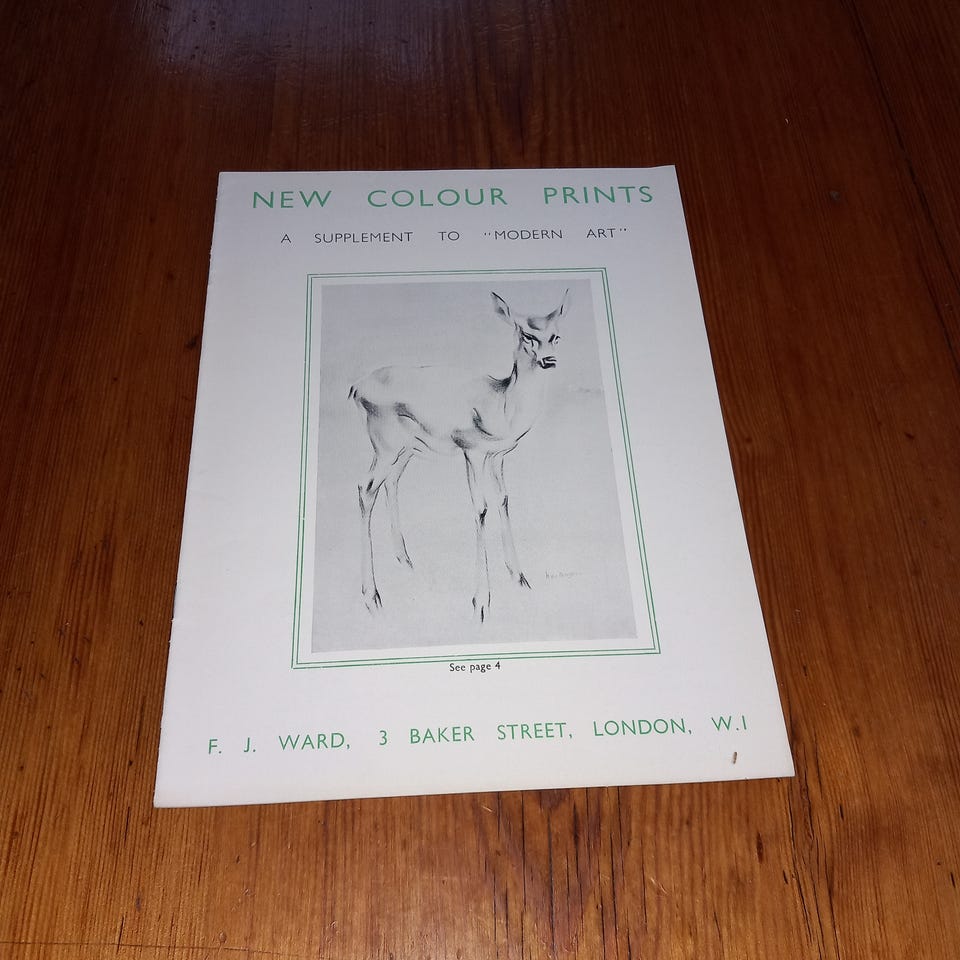 NEW COLOUR PRINTS
A SUPPLEMENT TO "MODERN ART"
See page 4
F. J. WARD, 3 BAKER STREET, LONDON, W.1